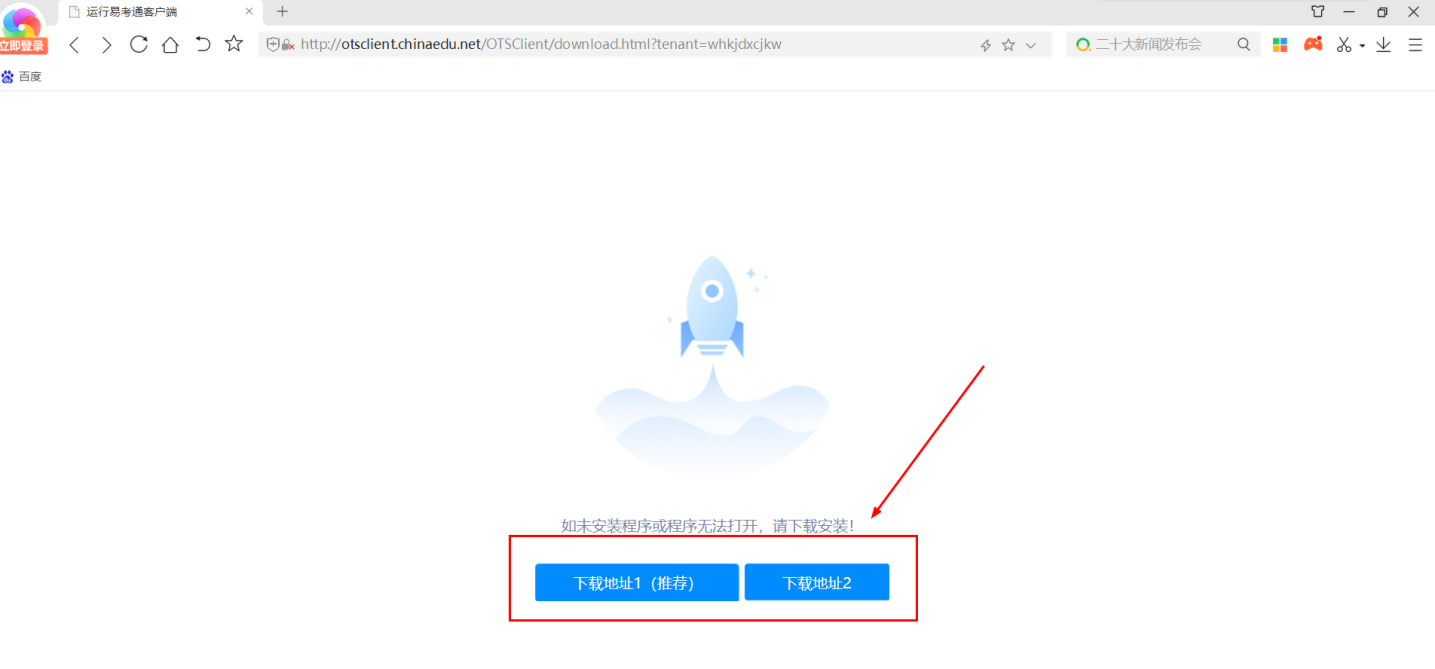 运行易考通客户端
立即登录
http://otsclient.chinaedu.net/OTSClient/download.html?tenant=whkjdxcjkw
二十大新闻发布会
百度
如未安装程序或程序无法打开，请下载安装！
下载地址1（推荐）
下载地址2